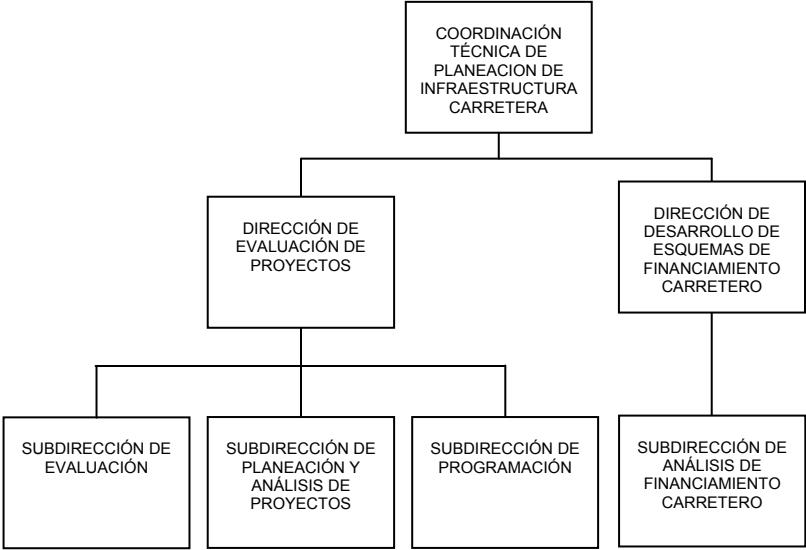 COORDINACIÓN
TÉCNICA DE
PLANEACION DE
INFRAESTRUCTURA
CARRETERA
DIRECCIÓN DE
EVALUACIÓN DE
PROYECTOS
DIRECCIÓN DE
DESARROLLO DE
ESQUEMAS DE
FINANCIAMIENTO
CARRETERO
SUBDIRECCIÓN DE
EVALUACIÓN
SUBDIRECCIÓN DE
PLANEACIÓN Y
ANÁLISIS DE
PROYECTOS
SUBDIRECCIÓN DE
PROGRAMACIÓN
SUBDIRECCIÓN DE
ANÁLISIS DE
FINANCIAMIENTO
CARRETERO